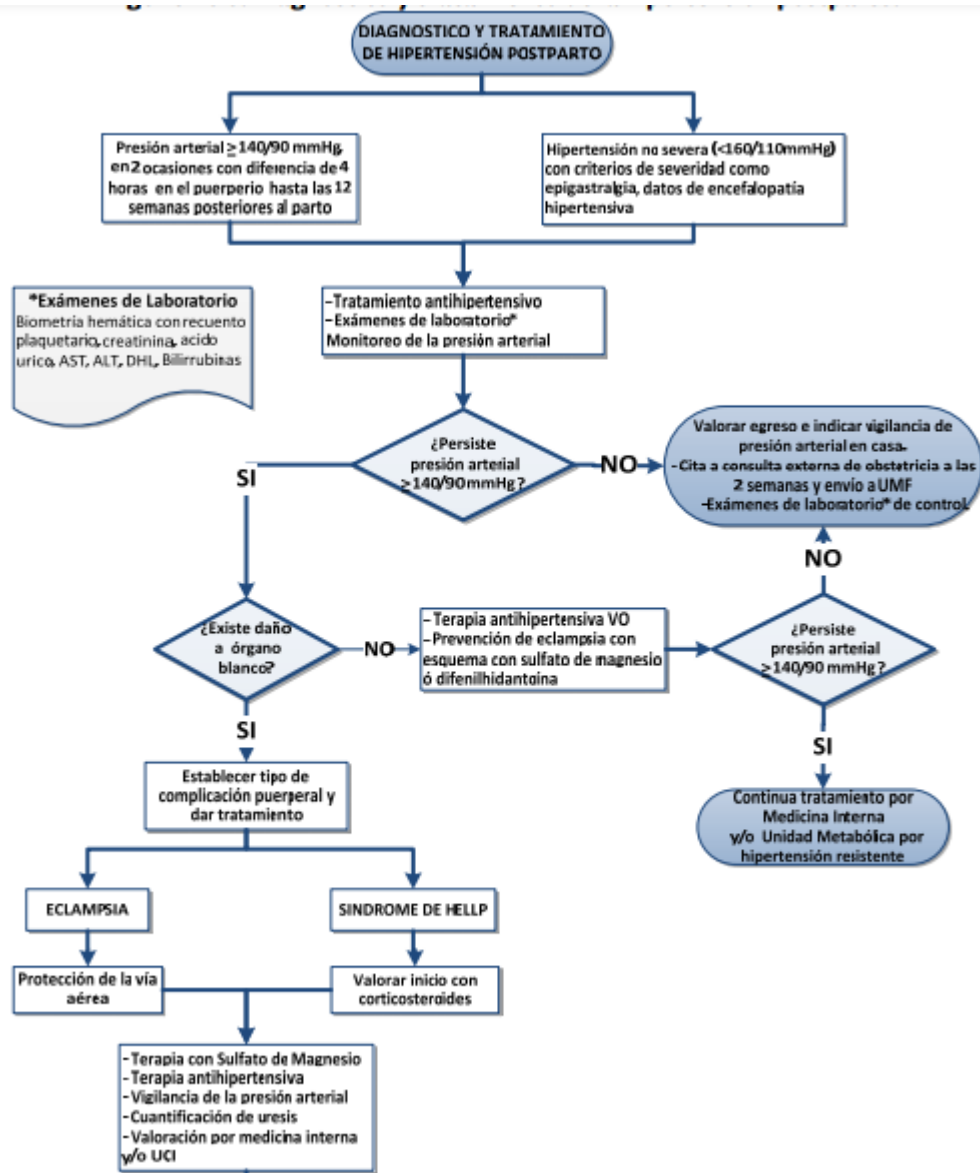 DIAGNOSTICO Y TRATAMIENTO
DE HIPERTENSIÓN POSTPARTO
Presión arterial ≥140/90 mmHg,
en 2 ocasiones con diferencia de 4
horas en el puerperio hasta las 12
semanas posteriores al parto
Hipertensión no severa (<160/110mmHg)
con criterios de severidad como
epigastralgia, datos de encefalopatía
hipertensiva
*Exámenes de Laboratorio
Biometria hemática con recuento
plaquetario, creatinina, acido
urico, AST, ALT, DHL, Bilirrubinas
-Tratamiento antihipertensivo
-Exámenes de laboratorio*
Monitoreo de la presión arterial
¿Persiste
presión arterial
≥140/90mmHg?
SI
NO
Valorar egreso e indicar vigilancia de
presión arterial en casa.
-Cita a consulta externa de obstetricia a las
2 semanas y envío a UMF
-Exámenes de laboratorio* de control.
NO
¿Existe daño
a órgano
blanco?
NO
-Terapia antihipertensiva VO
-Prevención de eclampsia con
esquema con sulfato de magnesio
ó difenilhidantoina
¿Persiste
presión arterial
≥140/90 mmHg?
SI
SI
Establecer tipo de
complicación puerperal y
dar tratamiento
Continua tratamiento por
Medicina Interna
y/o Unidad Metabólica por
hipertensión resistente
ECLAMPSIA
SINDROME DE HELLP
Protección de la vía
aérea
Valorar inicio con
corticosteroides
-Terapia con Sulfato de Magnesio
-Terapia antihipertensiva
-Vigilancia de la presión arterial
-Cuantificación de uresis
-Valoración por medicina interna
y/o UCI